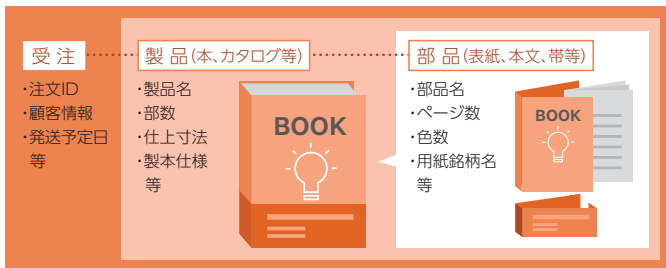 受注
・注文ID
・顧客情報
・発送予定日
等
製品(本、カタログ等)
・製品名
・部数
・仕上寸法
・製本仕様
等
BOOK
部品(表紙、本文、帯等)
・部品名
・ページ数
・色数
・用紙銘柄名
等
BOOK